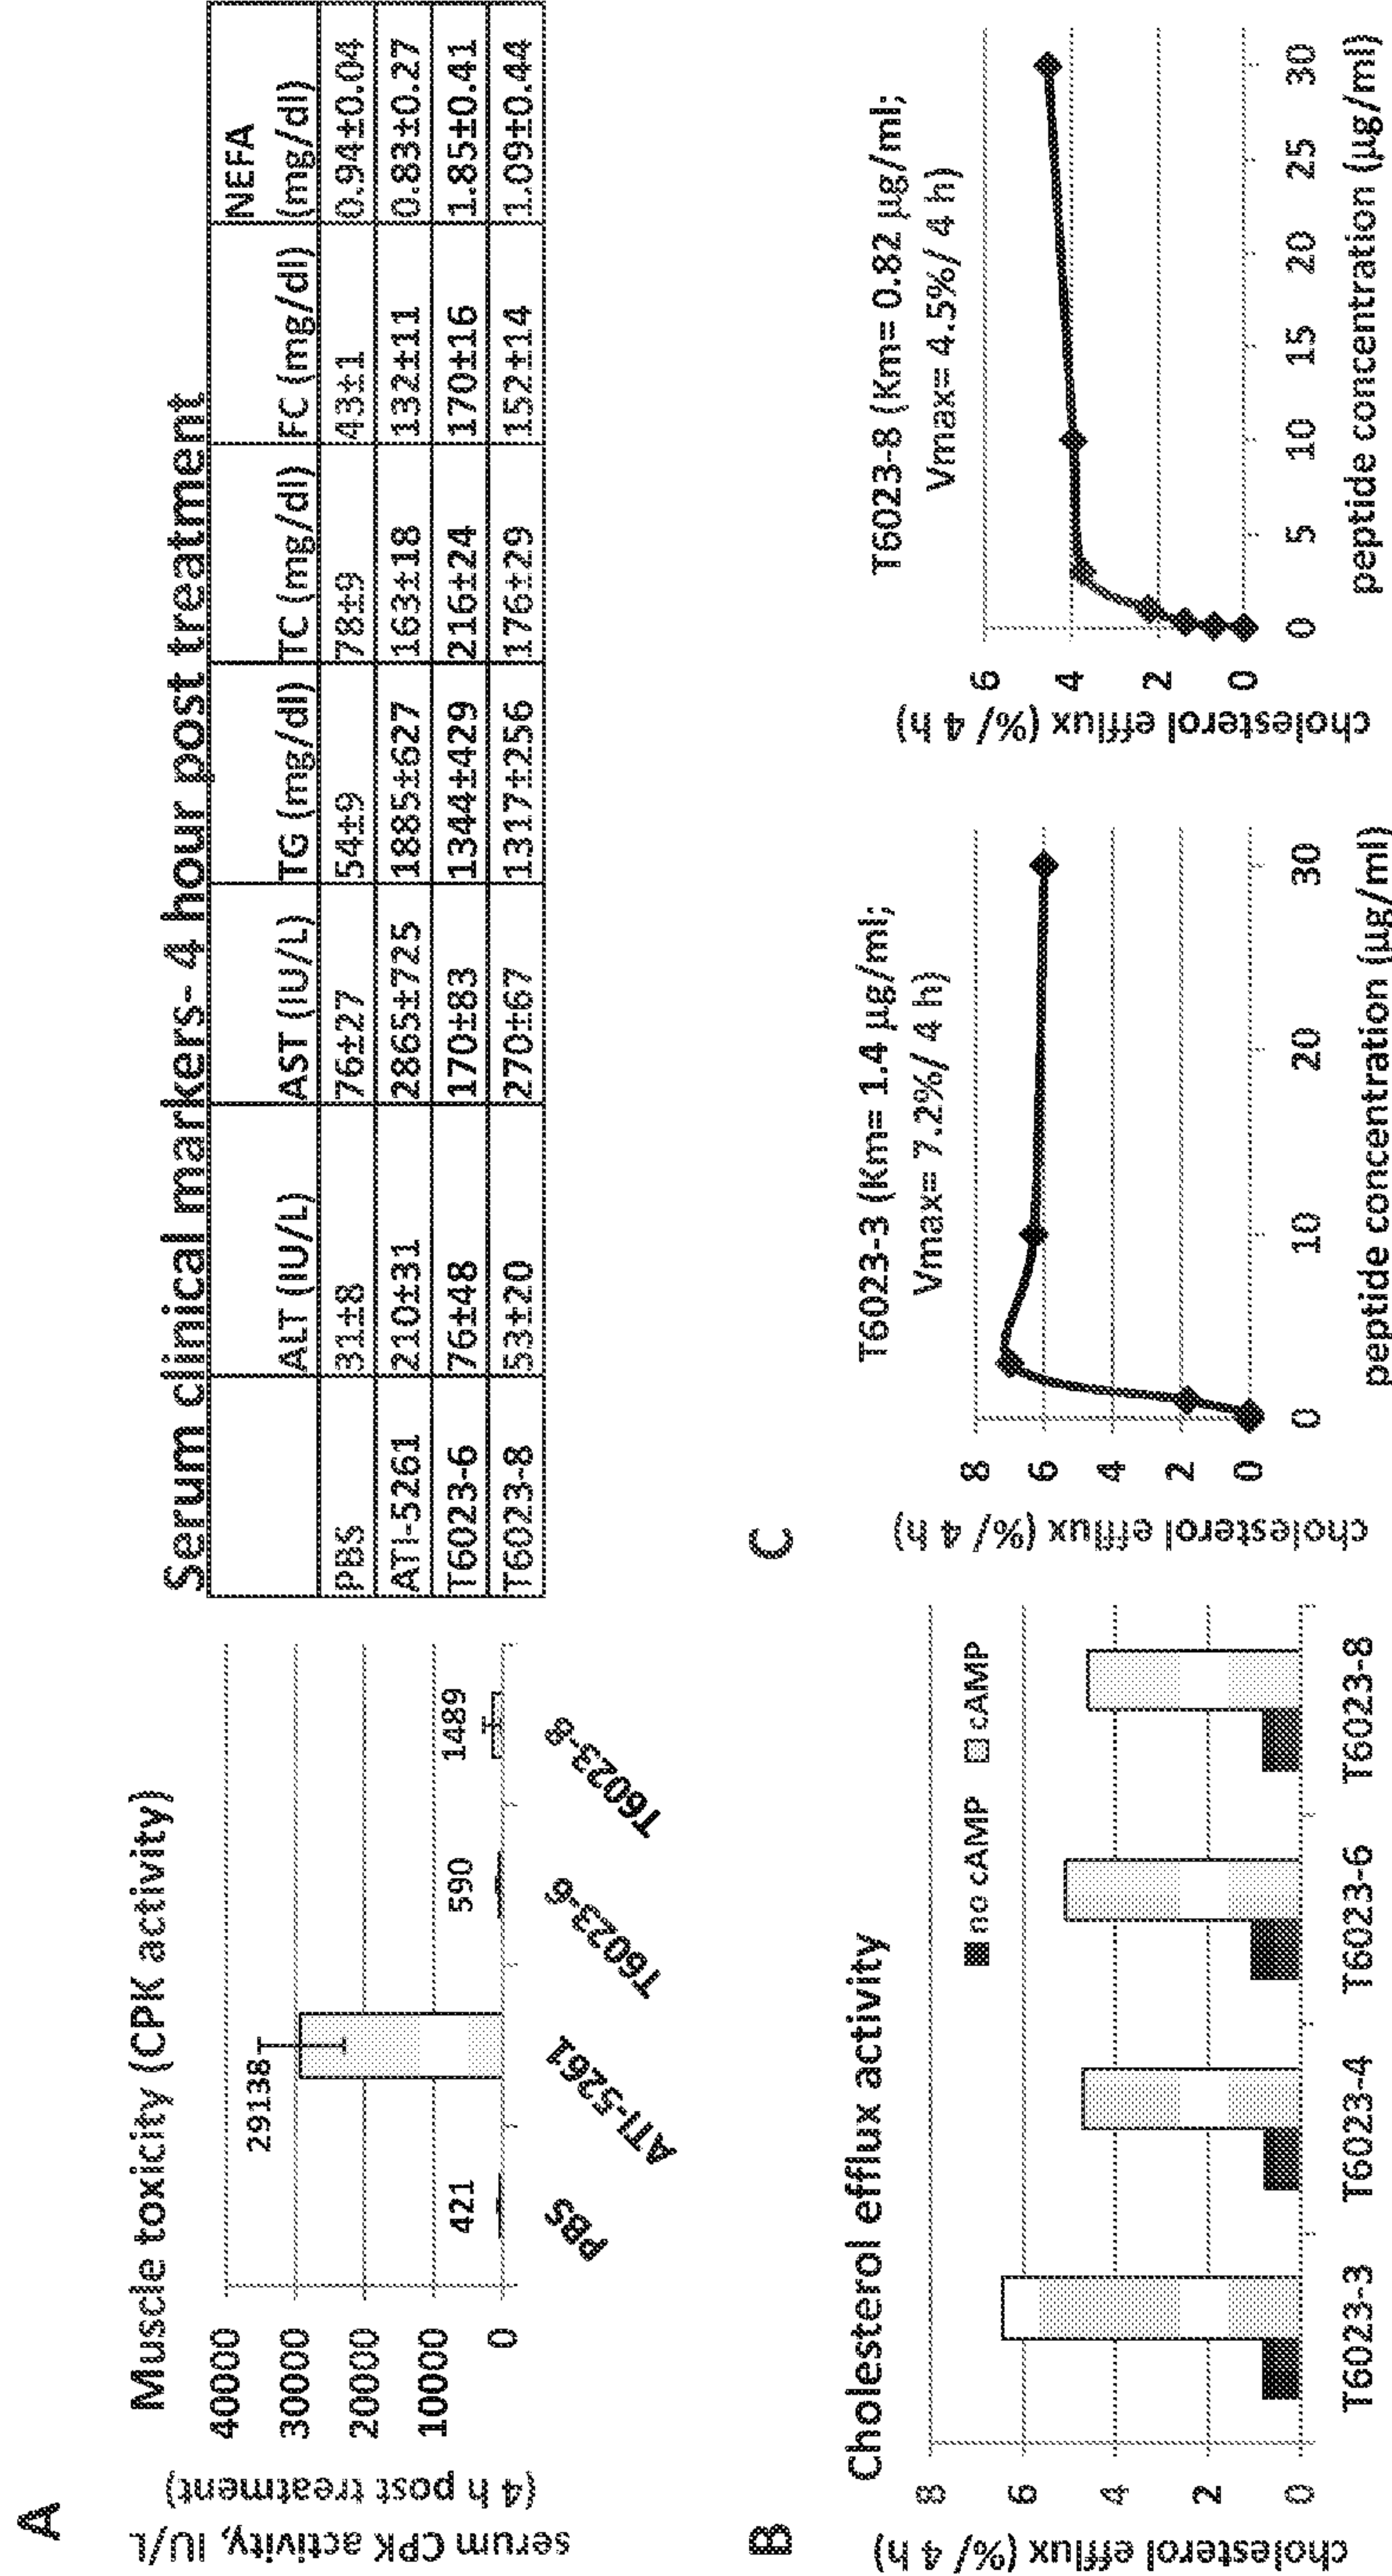 A
Muscle toxicity (CPK activity)
serum CPK activity, IU/L
(4 h post treatment)
40000
30000
20000
10000
0
421
29138
590
1489
PBS
ATI-5261
T6023-6
T6023-8
Serum clinical markers- 4 hour post treatment
ALT (IU/L) AST (IU/L) TG (mg/dl) TC (mg/dl) FC (mg/dl) NEFA (mg/dl)
PBS 31±8 76±27 54±9 78±9 43±1 0.94±0.04
ATI-5261 210±31 2865±725 1885±627 163±18 132±11 0.83±0.27
T6023-6 76±48 170±83 1344±429 216±24 170±16 1.85±0.41
T6023-8 53±20 270±67 1317±256 176±29 152±14 1.09±0.44
B
Cholesterol efflux activity
cholesterol efflux (%/ 4 h)
8
6
4
2
0
no cAMP cAMP
T6023-3 T6023-4 T6023-6 T6023-8
C
T6023-3 (Km= 1.4 µg/ml;
Vmax= 7.2%/ 4 h)
cholesterol efflux (%/ 4 h)
8
6
4
2
0
0 10 20 30
peptide concentration (µg/ml)
T6023-8 (Km= 0.82 µg/ml;
Vmax= 4.5%/ 4 h)
cholesterol efflux (%/ 4 h)
6
4
2
0
0 5 10 15 20 25 30
peptide concentration (µg/ml)